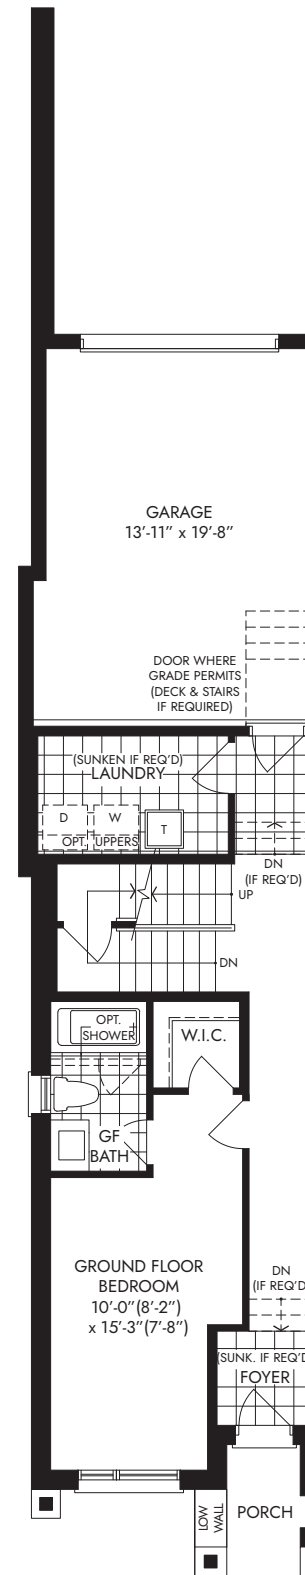 GARAGE
13'-11" x 19'-8"
DOOR WHERE
GRADE PERMITS
(DECK & STAIRS
IF REQUIRED)
(SUNKEN IF REQ'D)
LAUNDRY
D
W
T
OPT.
UPPERS
DN
(IF REQ'D)
UP
DN
OPT.
SHOWER
W.I.C.
GF
BATH
GROUND FLOOR
BEDROOM
10'-0"(8'-2")
x 15'-3"(7'-8")
DN
(IF REQ'D
(SUNK. IF REQ'D
FOYER
LOW
WALL
PORCH